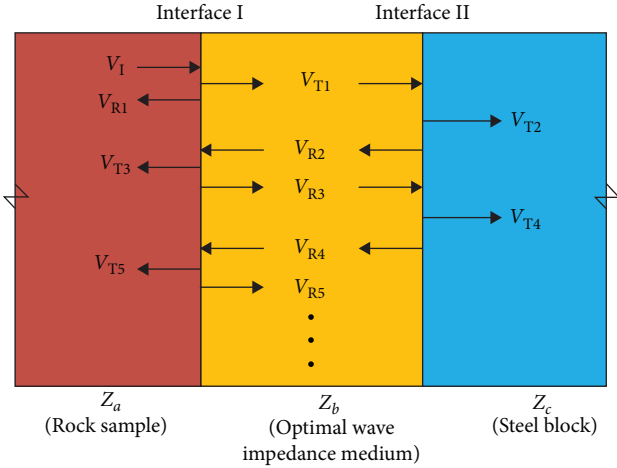 Interface I
Interface II
V_I
V_T1
V_R1
V_T2
V_R2
V_T3
V_R3
V_T4
V_R4
V_T5
V_R5
Z_a
(Rock sample)
Z_b
(Optimal wave
impedance medium)
Z_c
(Steel block)